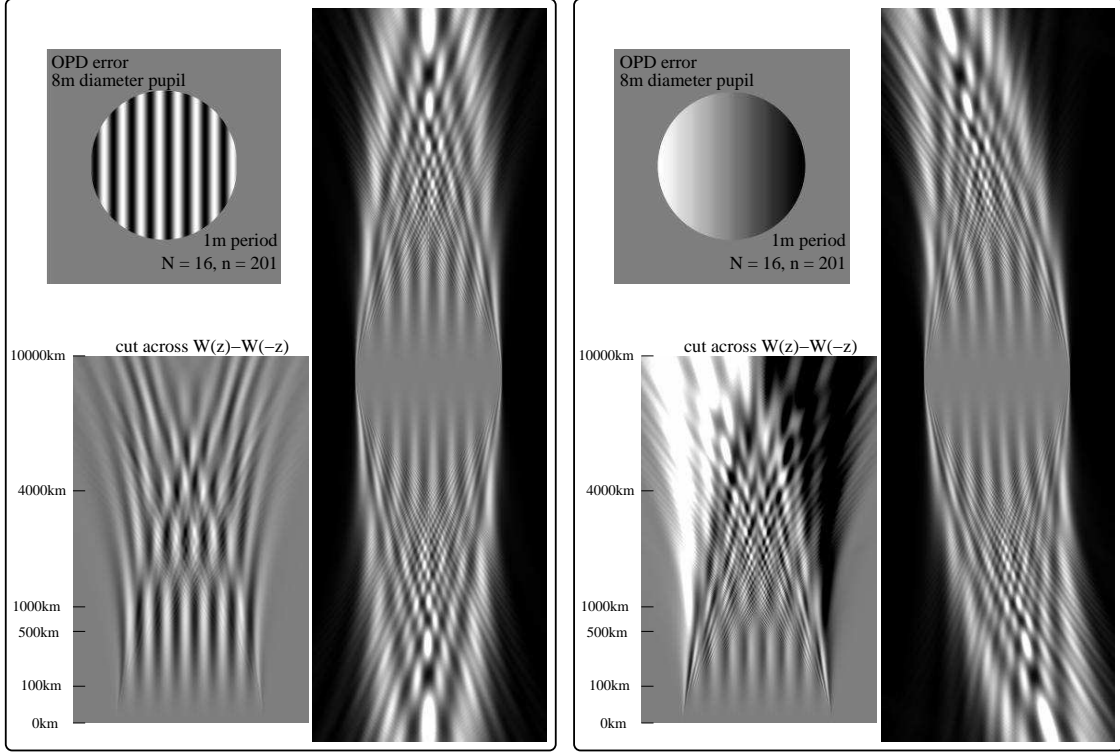 OPD error
8m diameter pupil
1m period
N = 16, n = 201
cut across W(z)−W(−z)
10000km
4000km
1000km
500km
100km
0km
OPD error
8m diameter pupil
1m period
N = 16, n = 201
cut across W(z)−W(−z)
10000km
4000km
1000km
500km
100km
0km